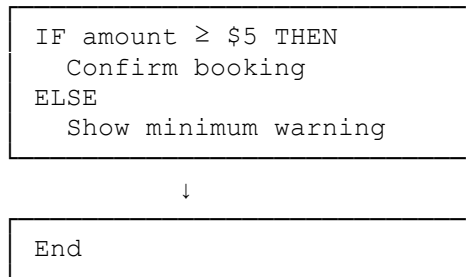 IF amount ≥ $5 THEN
Confirm booking
ELSE
Show minimum warning
↓
End